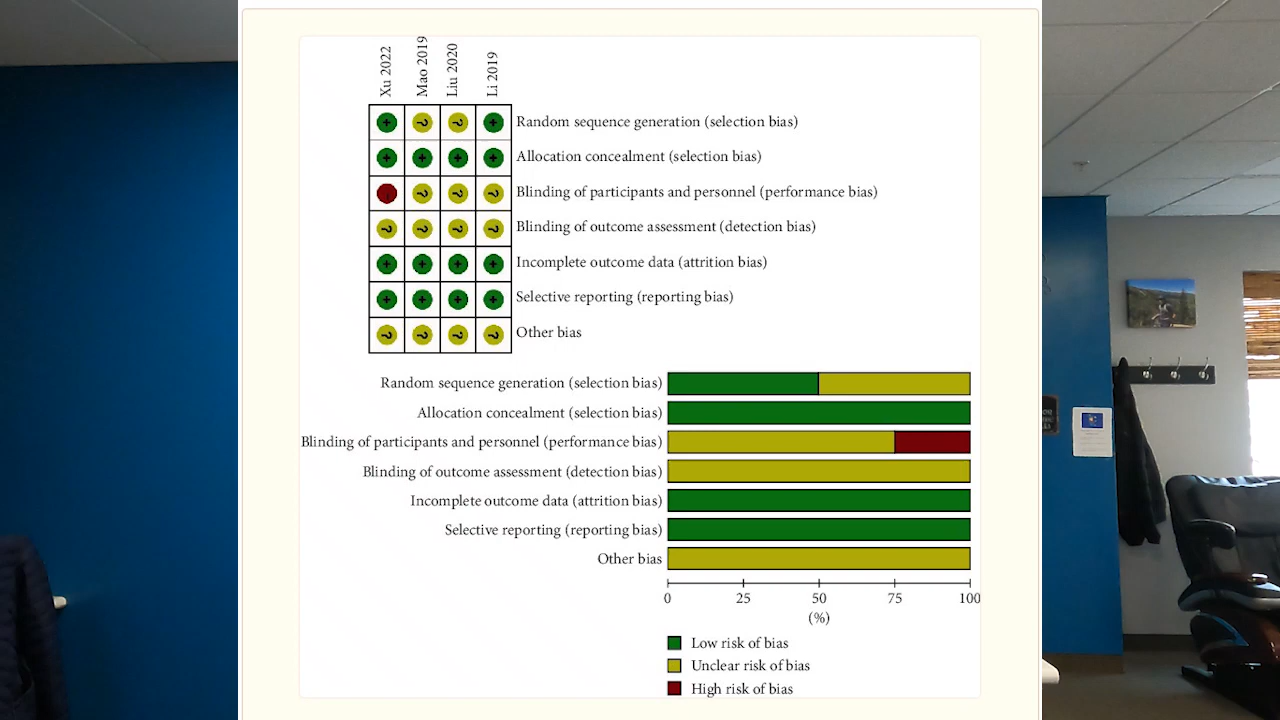 Xu 2022
Mao 2019
Liu 2020
Li 2019
+ ? ? + Random sequence generation (selection bias)
+ + + + Allocation concealment (selection bias)
? ? ? Blinding of participants and personnel (performance bias)
? ? ? ? Blinding of outcome assessment (detection bias)
+ + + + Incomplete outcome data (attrition bias)
+ + + + Selective reporting (reporting bias)
? ? ? ? Other bias
Random sequence generation (selection bias)
Allocation concealment (selection bias)
Blinding of participants and personnel (performance bias)
Blinding of outcome assessment (detection bias)
Incomplete outcome data (attrition bias)
Selective reporting (reporting bias)
Other bias
0 25 50 75 100
(%)
Low risk of bias
Unclear risk of bias
High risk of bias